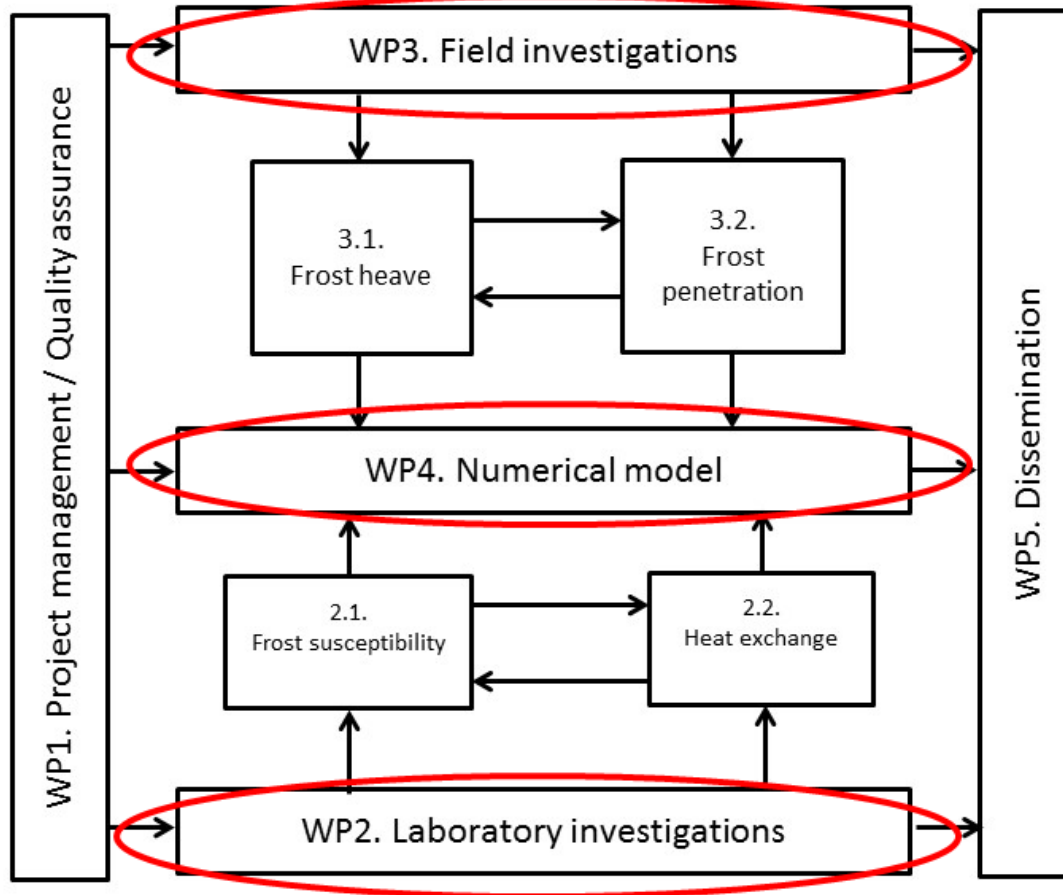 WP1. Project management / Quality assurance
WP3. Field investigations
3.1.
Frost heave
3.2.
Frost
penetration
WP4. Numerical model
2.1.
Frost susceptibility
2.2.
Heat exchange
WP2. Laboratory investigations
WP5. Dissemination